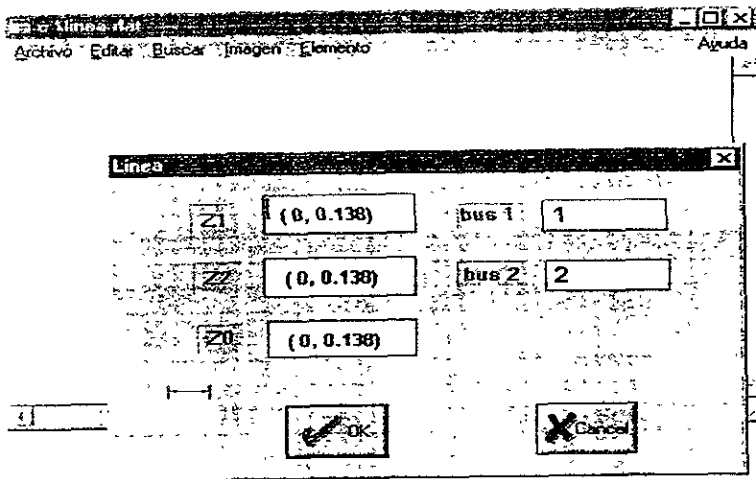 Archivo Editar Buscar Imagen Elemento Ayuda
Linea
Z1 (0, 0.138) bus 1 1
Z2 (0, 0.138) bus 2 2
Z0 (0, 0.138)
OK Cancel